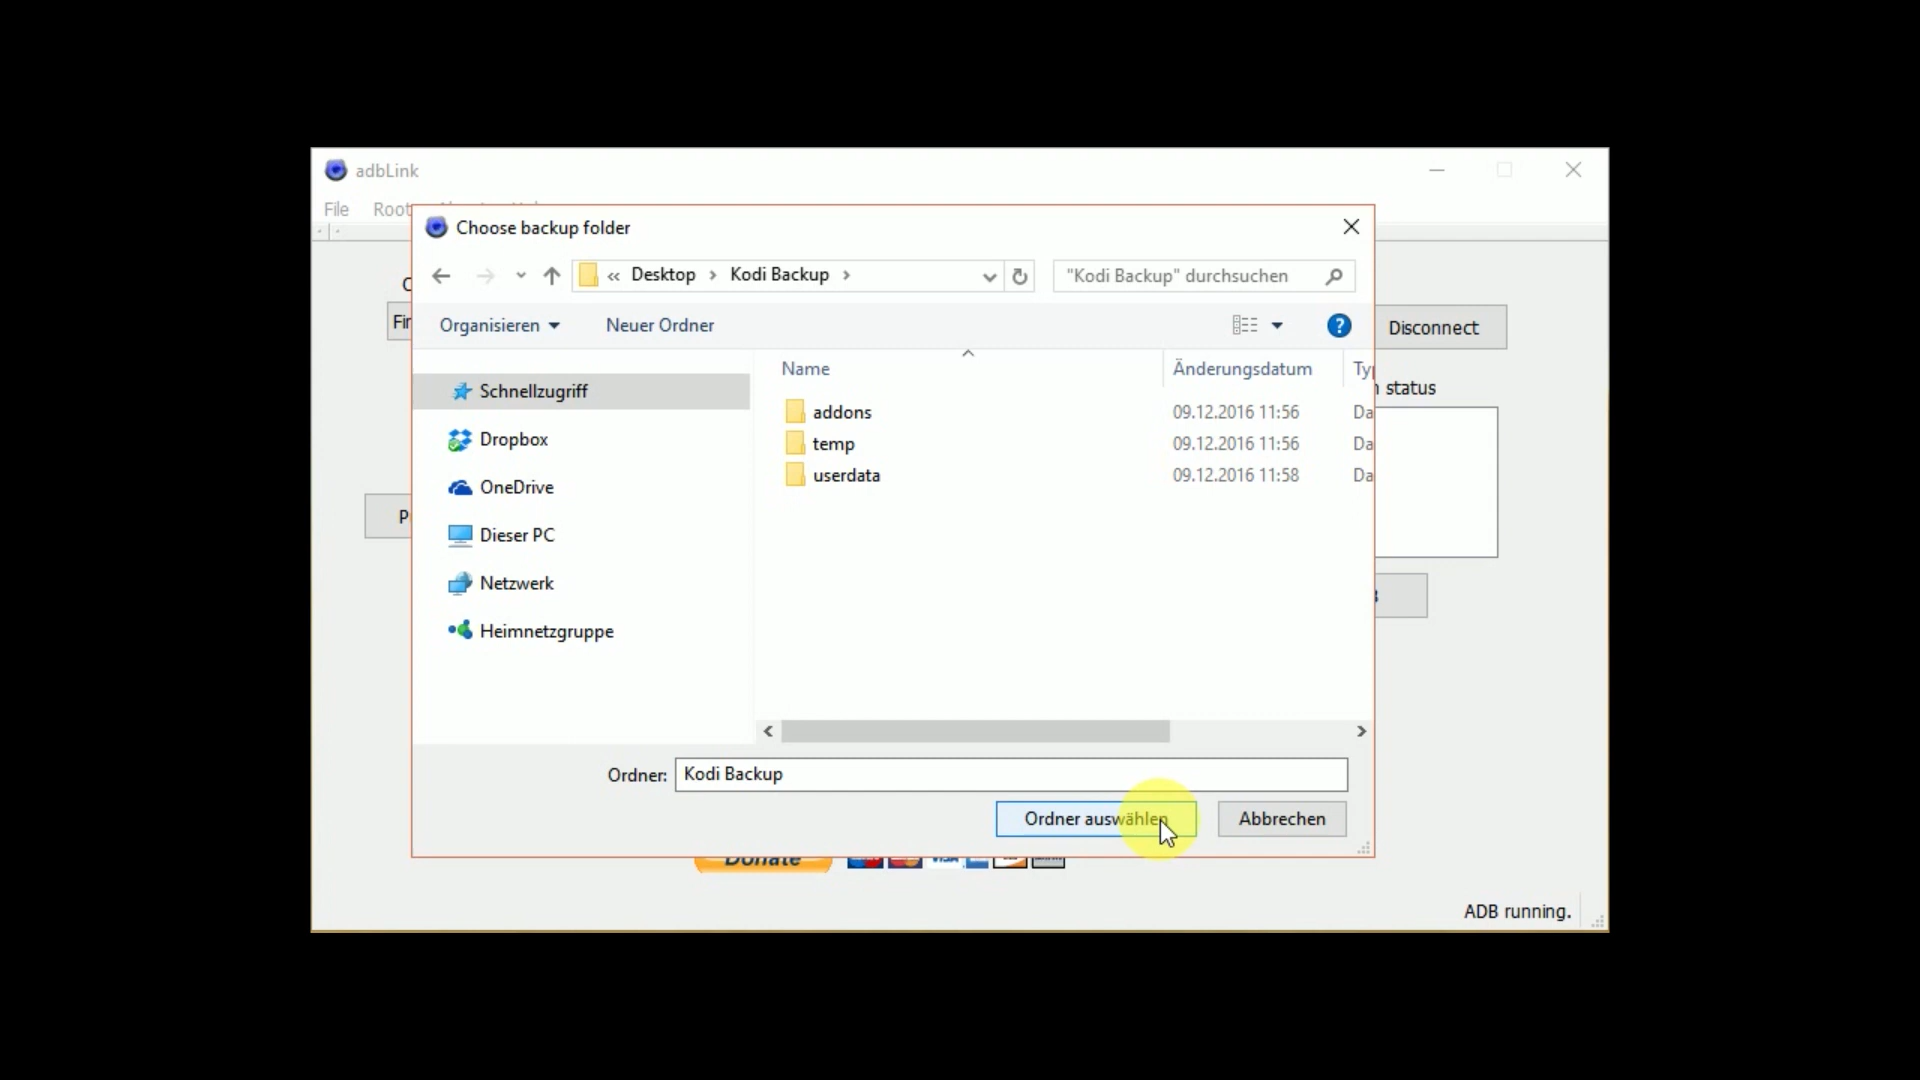 adbLink
File Root
Choose backup folder
« Desktop > Kodi Backup >
"Kodi Backup" durchsuchen
Organisieren
Neuer Ordner
?
Disconnect
Name
Änderungsdatum
status
Schnellzugriff
addons 09.12.2016 11:56
Dropbox
temp 09.12.2016 11:56
userdata 09.12.2016 11:58
OneDrive
Dieser PC
Netzwerk
Heimnetzgruppe
Ordner: Kodi Backup
Ordner auswählen
Abbrechen
Donate
VISA
ADB running.